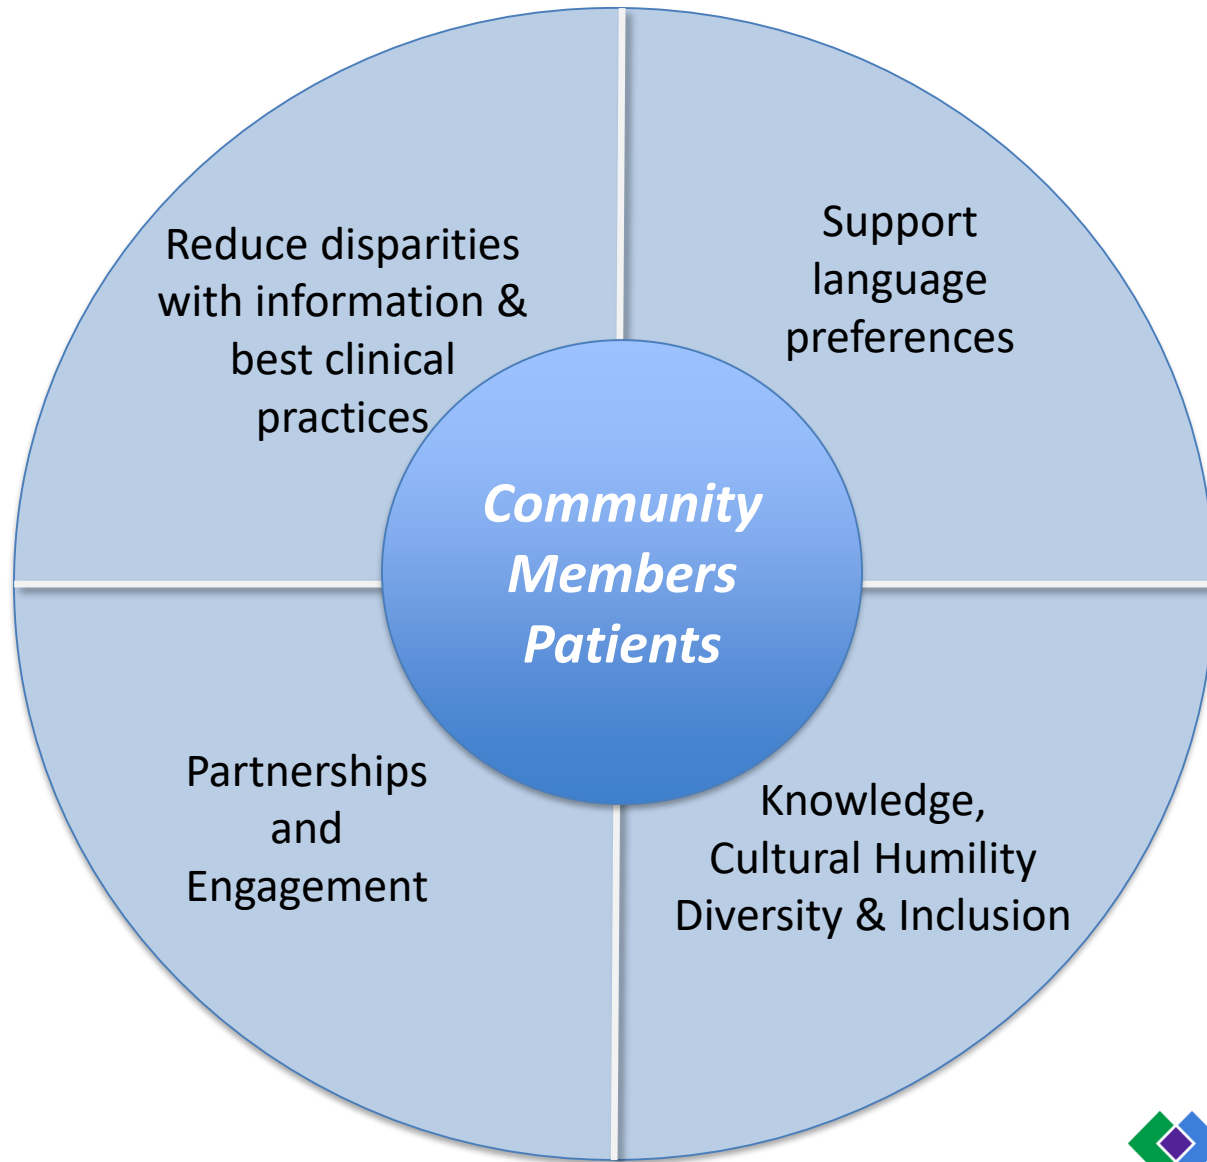 Reduce disparities
with information &
best clinical
practices
Support
language
preferences
Community
Members
Patients
Partnerships
and
Engagement
Knowledge,
Cultural Humility
Diversity & Inclusion